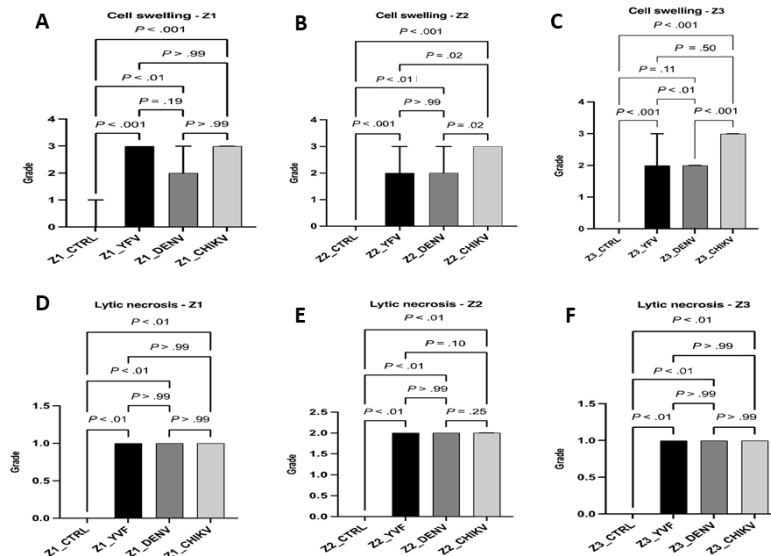 A
Cell swelling - Z1
P < .001
P > .99
P < .01
P = .19
P < .001
P > .99
Grade
4
3
2
1
0
Z1_CTRL
Z1_YFV
Z1_DENV
Z1_CHIKV
B
Cell swelling - Z2
P < .001
P = .02
P < .01
P > .99
P < .001
P = .02
Grade
4
3
2
1
0
Z2_CTRL
Z2_YFV
Z2_DENV
Z2_CHIKV
C
Cell swelling - Z3
P < .001
P = .50
P = .11
P < .01
P < .001
P < .001
Grade
4
3
2
1
0
Z3_CTRL
Z3_YFV
Z3_DENV
Z3_CHIKV
D
Lytic necrosis - Z1
P < .01
P > .99
P < .01
P > .99
P < .01
P > .99
Grade
1.5
1.0
0.5
0.0
Z1_CTRL
Z1_YVF
Z1_DENV
Z1_CHIKV
E
Lytic necrosis - Z2
P < .01
P = .10
P < .01
P > .99
P < .01
P = .25
Grade
2.5
2.0
1.5
1.0
0.5
0.0
Z2_CTRL
Z2_YVF
Z2_DENV
Z2_CHIKV
F
Lytic necrosis - Z3
P < .01
P > .99
P < .01
P > .99
P < .01
P > .99
Grade
1.5
1.0
0.5
0.0
Z3_CTRL
Z3_YVF
Z3_DENV
Z3_CHIKV